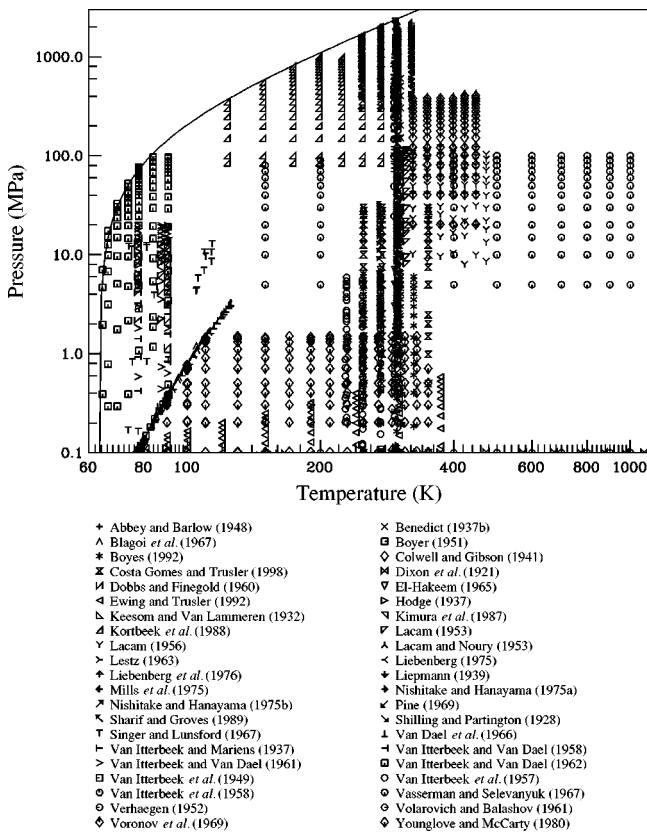 1000.0
100.0
10.0
1.0
0.1
Pressure (MPa)
60 80 100 200 400 600 800 1000
Temperature (K)
Abbey and Barlow (1948)
Blagoi et al. (1967)
Boyes (1992)
Costa Gomes and Trusler (1998)
Dobbs and Finegold (1960)
Ewing and Trusler (1992)
Keesom and Van Lammeren (1932)
Kortbeek et al. (1988)
Lacam (1956)
Lestz (1963)
Liebenberg et al. (1976)
Mills et al. (1975)
Nishitake and Hanayama (1975b)
Sharif and Groves (1989)
Singer and Lunsford (1967)
Van Itterbeek and Mariens (1937)
Van Itterbeek and Van Dael (1961)
Van Itterbeek et al. (1949)
Van Itterbeek et al. (1958)
Verhaegen (1952)
Voronov et al. (1969)
Benedict (1937b)
Boyer (1951)
Colwell and Gibson (1941)
Dixon et al. (1921)
El-Hakeem (1965)
Hodge (1937)
Kimura et al. (1987)
Lacam (1953)
Lacam and Noury (1953)
Liebenberg (1975)
Liepmann (1939)
Nishitake and Hanayama (1975a)
Pine (1969)
Shilling and Partington (1928)
Van Dael et al. (1966)
Van Itterbeek and Van Dael (1958)
Van Itterbeek and Van Dael (1962)
Van Itterbeek et al. (1957)
Vasserman and Selevanyuk (1967)
Volarovich and Balashov (1961)
Younglove and McCarty (1980)